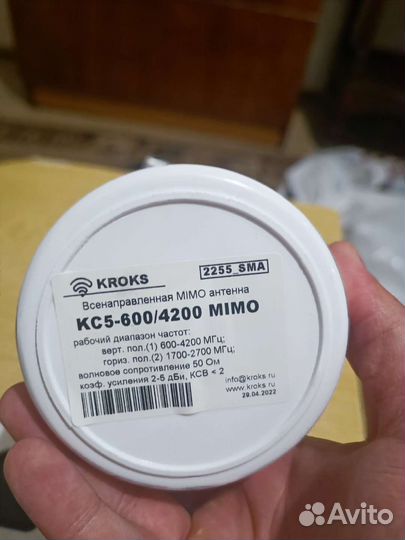 KROKS
2255_SMA
Всенаправленная MIMO антенна
KC5-600/4200 MIMO
рабочий диапазон частот:
верт. пол.(1) 600-4200 МГц;
гориз. пол.(2) 1700-2700 МГц;
волновое сопротивление 50 Ом
коэф. усиления 2-5 дБи, КСВ < 2
info@kroks.ru
www.kroks.ru
29.04.2022
Avito